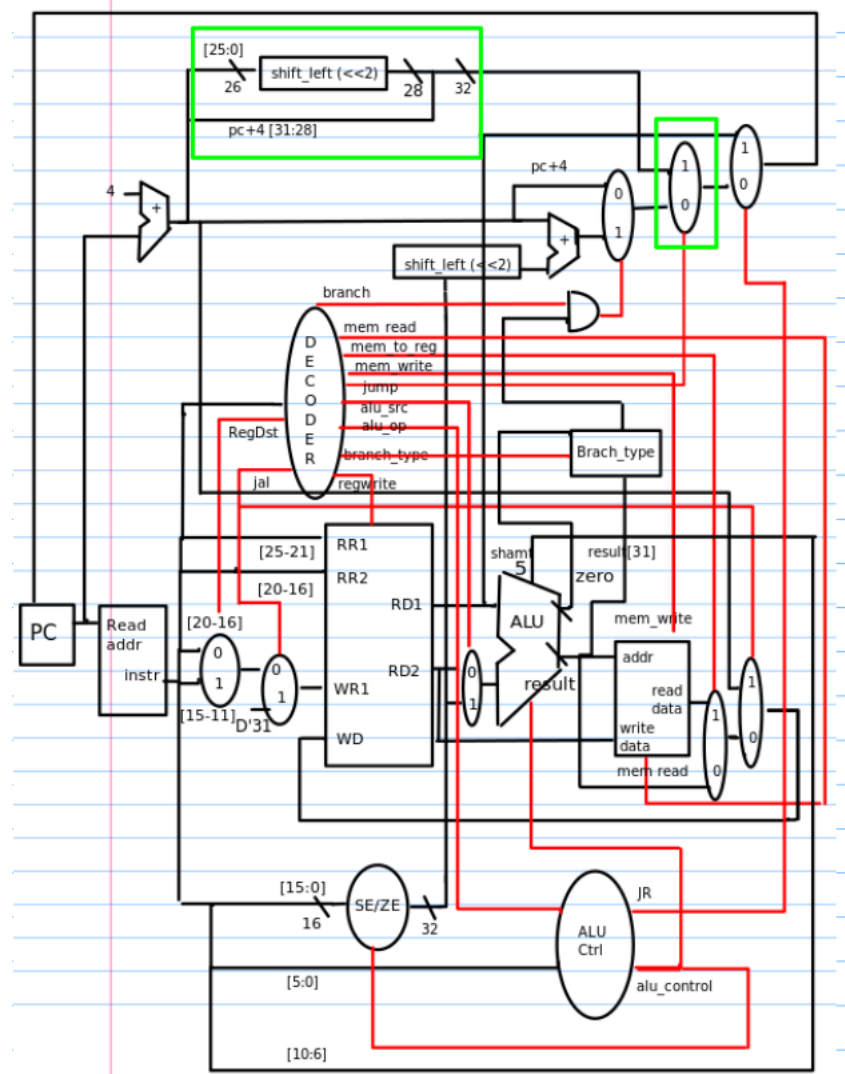 [25:0]
26
shift_left (<<2)
28
32
pc+4 [31:28]
4
+
pc+4
0
1
1
0
1
0
+
shift_left (<<2)
branch
DECODER
mem read
mem_to_reg
mem_write
jump
alu_src
alu_op
branch_type
regwrite
RegDst
jal
Brach_type
[25-21]
[20-16]
RR1
RR2
RD1
RD2
WR1
WD
shamt
5
result[31]
zero
ALU
result
mem_write
PC
Read
addr
instr
[20-16]
0
1
[15-11]
0
1
D'31
0
1
addr
read
data
write
data
mem read
1
0
1
0
[15:0]
16
SE/ZE
32
ALU
Ctrl
JR
alu_control
[5:0]
[10:6]